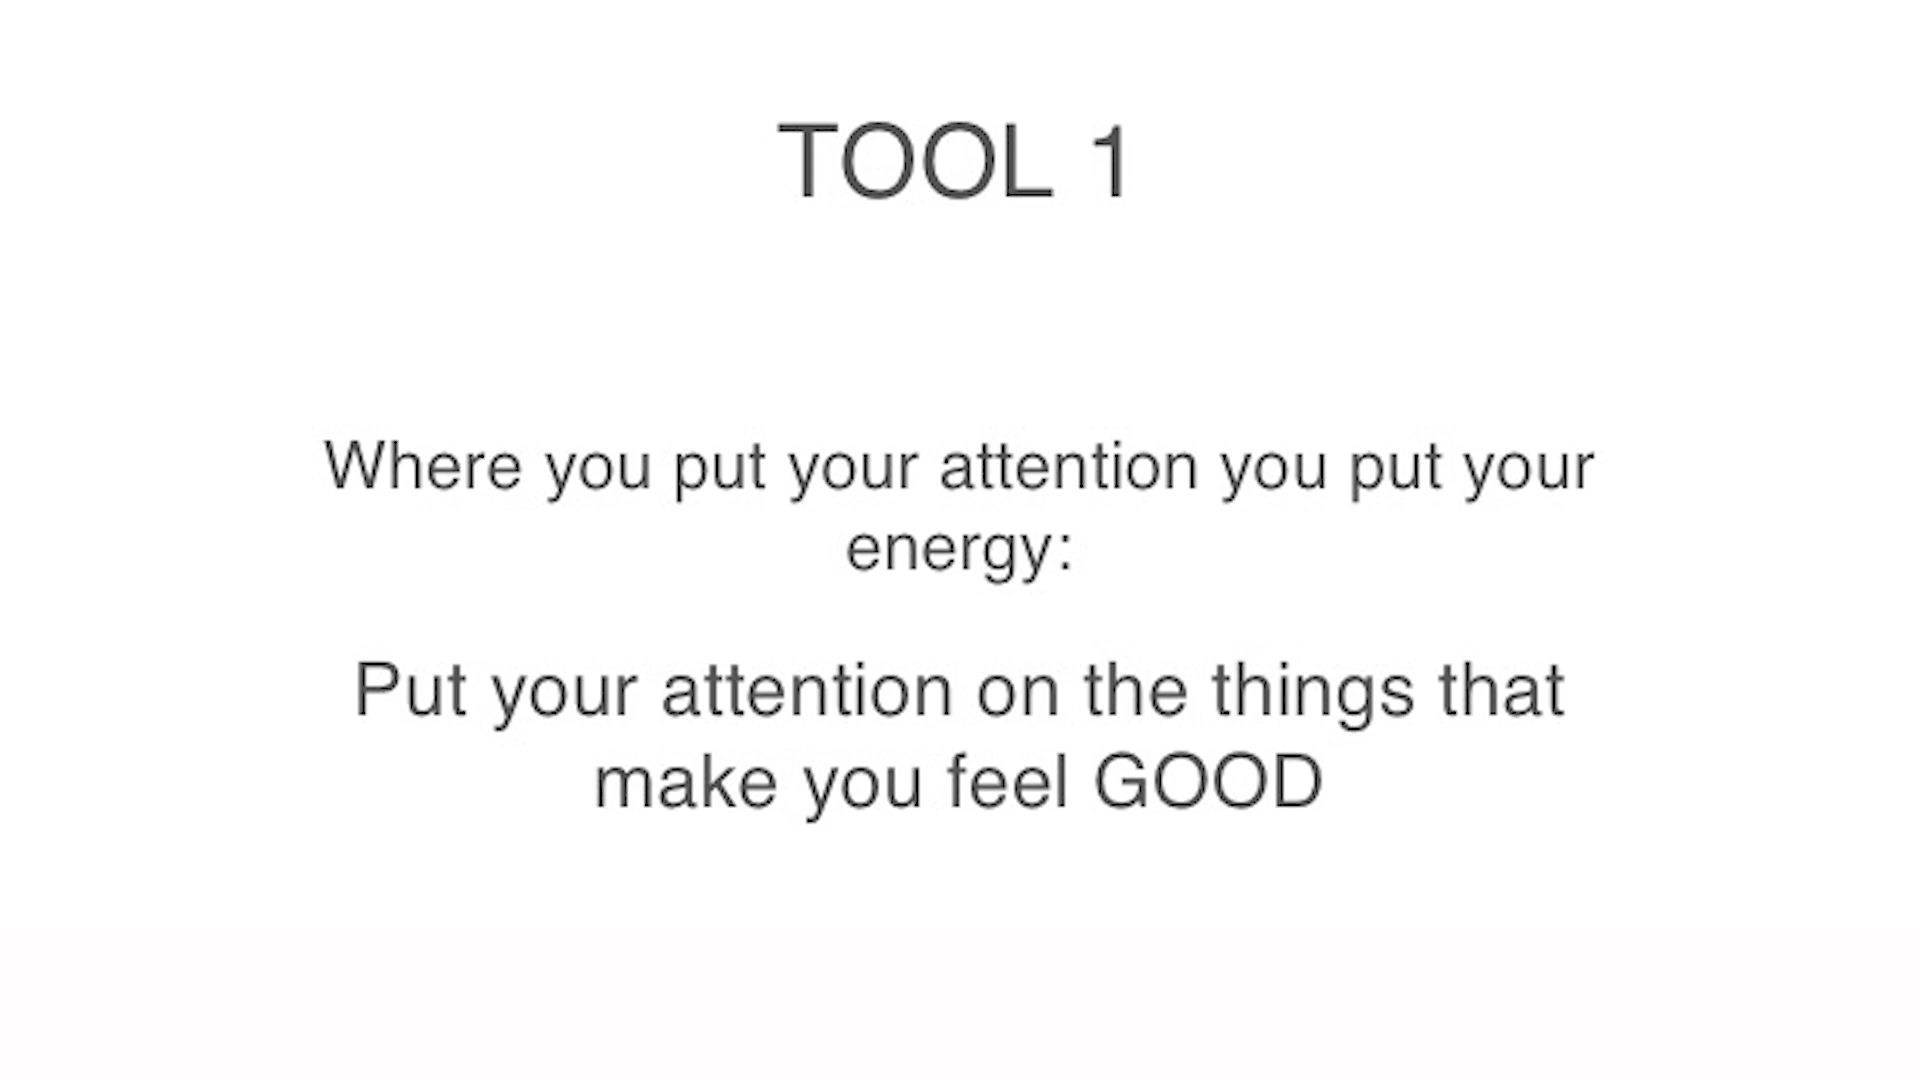 TOOL 1
Where you put your attention you put your
energy:
Put your attention on the things that
make you feel GOOD